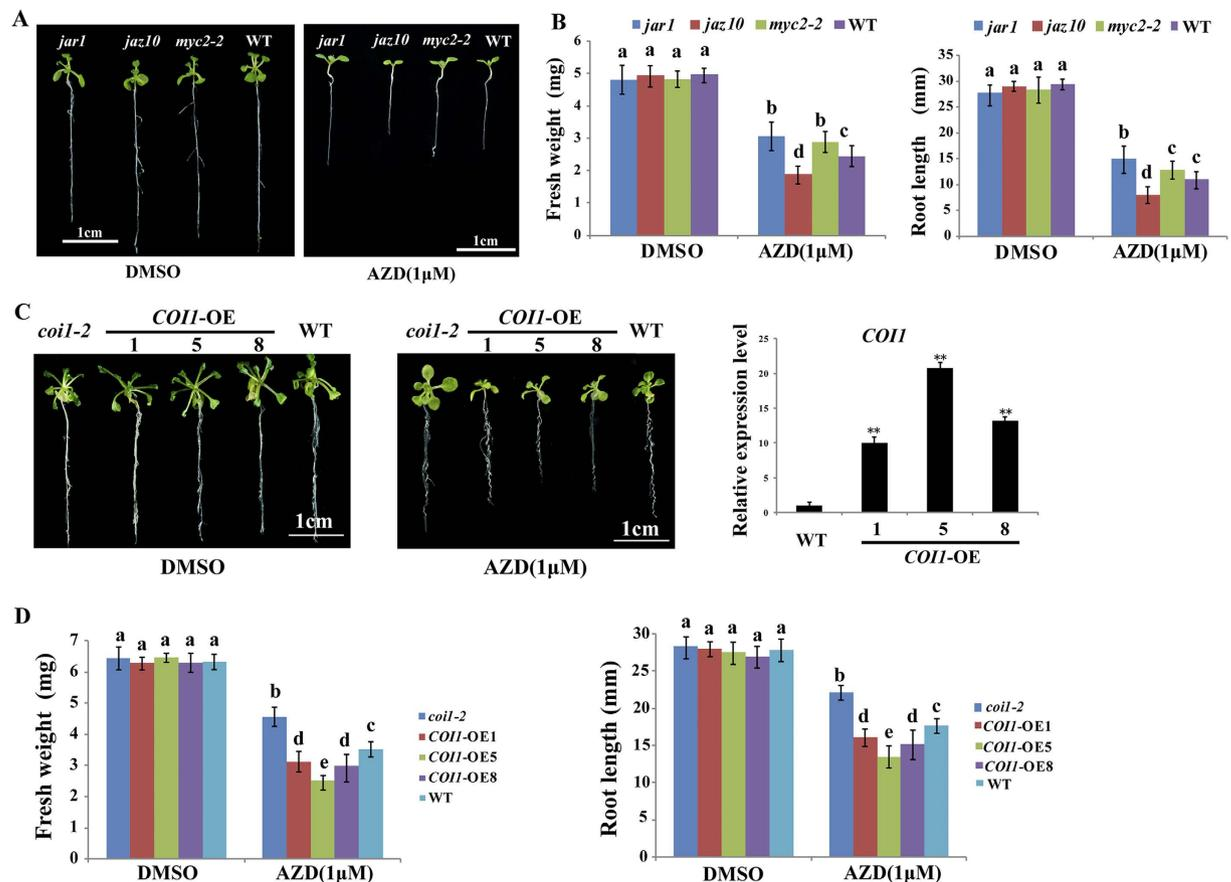 A
jar1 jaz10 myc2-2 WT
jar1 jaz10 myc2-2 WT
1cm
1cm
DMSO
AZD(1μM)
B
jar1 jaz10 myc2-2 WT
Fresh weight (mg)
6
5
4
3
2
1
0
a a a a
b d b c
DMSO AZD(1μM)
jar1 jaz10 myc2-2 WT
Root length (mm)
35
30
25
20
15
10
5
0
a a a a
b d c c
DMSO AZD(1μM)
C
coi1-2 COI1-OE WT
1 5 8
1cm
DMSO
coi1-2 COI1-OE WT
1 5 8
1cm
AZD(1μM)
COI1
Relative expression level
25
20
15
10
5
0
** ** **
WT 1 5 8
COI1-OE
D
Fresh weight (mg)
7
6
5
4
3
2
1
0
a a a a a
b d e d c
DMSO AZD(1μM)
coi1-2
COI1-OE1
COI1-OE5
COI1-OE8
WT
Root length (mm)
30
25
20
15
10
5
0
a a a a a
b d e d c
DMSO AZD(1μM)
coi1-2
COI1-OE1
COI1-OE5
COI1-OE8
WT